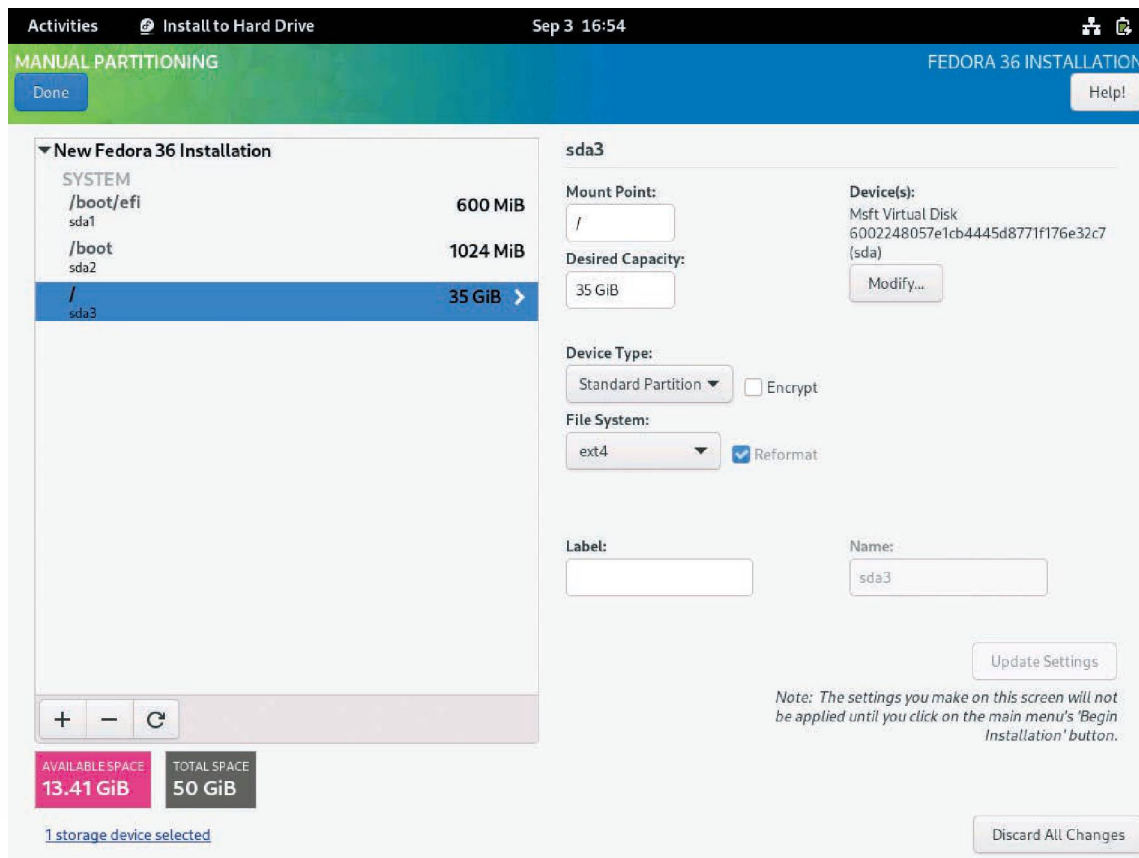 Activities Install to Hard Drive Sep 3 16:54
MANUAL PARTITIONING FEDORA 36 INSTALLATION
Done Help!
New Fedora 36 Installation
SYSTEM
/boot/efi 600 MiB
sda1
/boot 1024 MiB
sda2
/ 35 GiB
sda3
sda3
Mount Point:
/
Desired Capacity:
35 GiB
Device(s):
Msft Virtual Disk
6002248057e1cb4445d8771f176e32c7
(sda)
Modify...
Device Type:
Standard Partition Encrypt
File System:
ext4 Reformat
Label: Name:
sda3
Update Settings
Note: The settings you make on this screen will not
be applied until you click on the main menu's 'Begin
Installation' button.
+ −
AVAILABLE SPACE
13.41 GiB
TOTAL SPACE
50 GiB
1 storage device selected
Discard All Changes